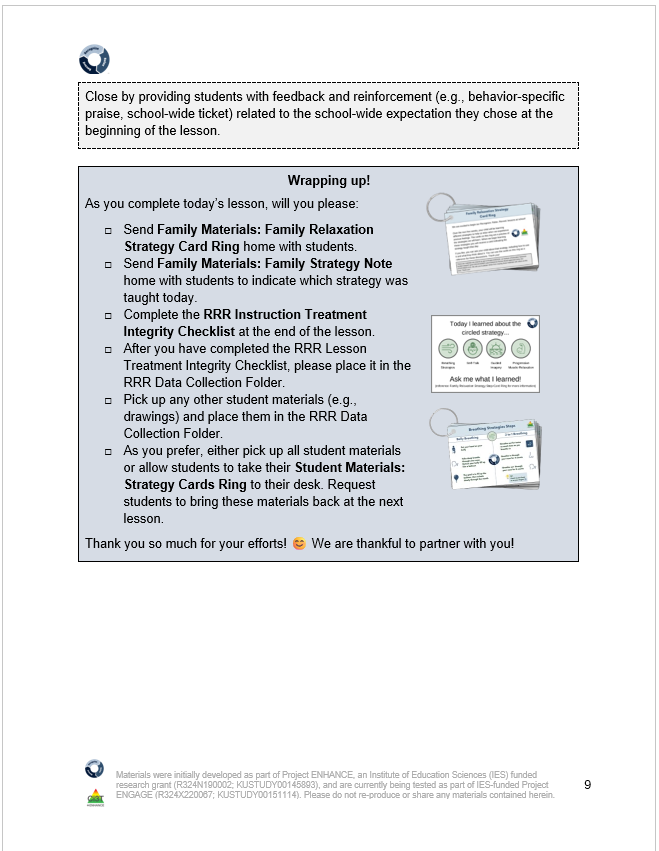 Close by providing students with feedback and reinforcement (e.g., behavior-specific
praise, school-wide ticket) related to the school-wide expectation they chose at the
beginning of the lesson.
Wrapping up!
As you complete today's lesson, will you please:
□ Send Family Materials: Family Relaxation
Strategy Card Ring home with students.
□ Send Family Materials: Family Strategy Note
home with students to indicate which strategy was
taught today.
□ Complete the RRR Instruction Treatment
Integrity Checklist at the end of the lesson.
□ After you have completed the RRR Lesson
Treatment Integrity Checklist, please place it in the
RRR Data Collection Folder.
□ Pick up any other student materials (e.g.,
drawings) and place them in the RRR Data
Collection Folder.
□ As you prefer, either pick up all student materials
or allow students to take their Student Materials:
Strategy Cards Ring to their desk. Request
students to bring these materials back at the next
lesson.
Family Relaxation Strategy
Card Ring
Today I learned about the
circled strategy...
Breathing
Strategies
Self-Talk
Guided
Imagery
Progressive
Muscle Relaxation
Ask me what I learned!
Breathing Strategies Steps
Belly Breathing
Thank you so much for your efforts! 😊 We are thankful to partner with you!
Materials were initially developed as part of Project ENHANCE, an Institute of Education Sciences (IES) funded
research grant (R324N190002; KUSTUDY00145693), and are currently being tested as part of IES-funded Project
ENGAGE (R324X220067; KUSTUDY00151114). Please do not re-produce or share any materials contained herein.
9